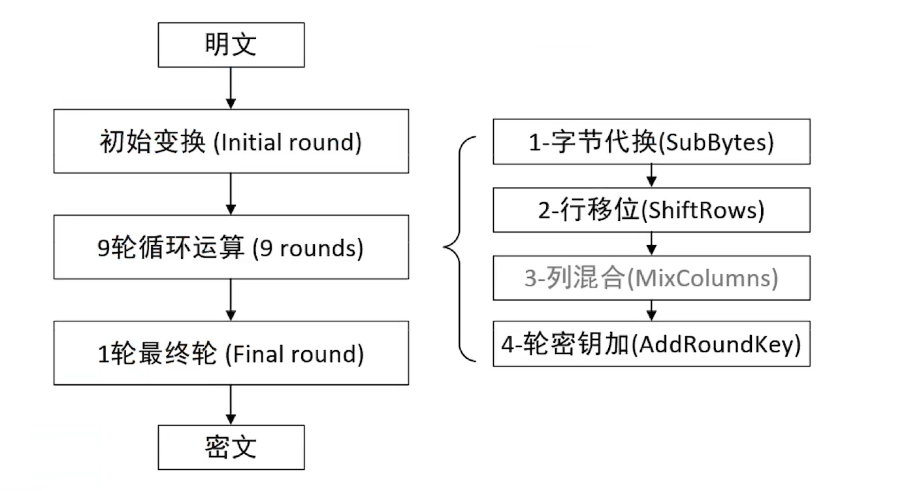 明文
初始变换 (Initial round)
9轮循环运算 (9 rounds)
1轮最终轮 (Final round)
密文
1-字节代换(SubBytes)
2-行移位(ShiftRows)
3-列混合(MixColumns)
4-轮密钥加(AddRoundKey)